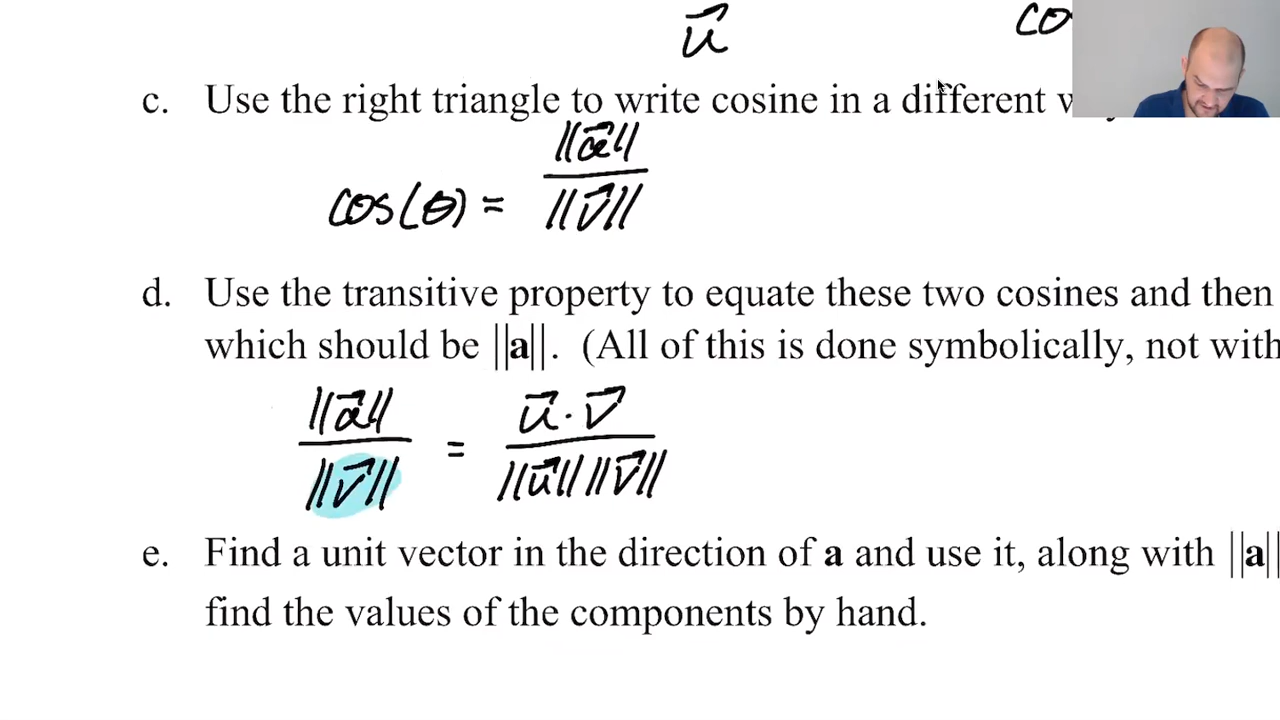 u⃗ co
c. Use the right triangle to write cosine in a different
cos(θ) = ||a⃗|| / ||v⃗||
d. Use the transitive property to equate these two cosines and then
which should be ||a||. (All of this is done symbolically, not with
||a⃗|| / ||v⃗|| = u⃗ · v⃗ / ||u⃗|| ||v⃗||
e. Find a unit vector in the direction of a and use it, along with ||a||
find the values of the components by hand.